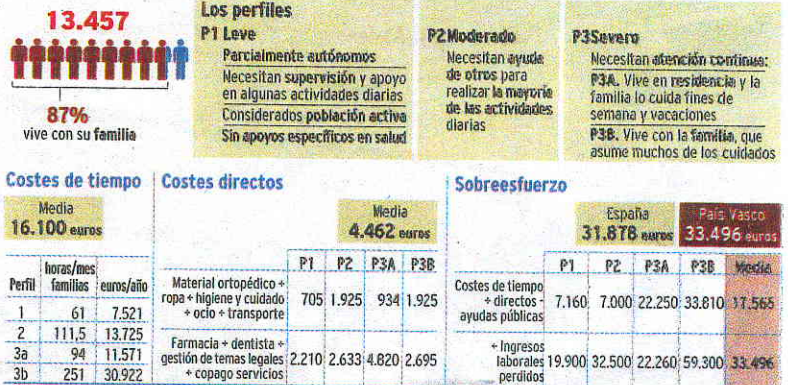 13.457
87%
vive con su familia
Los perfiles
P1 Leve
Parcialmente autónomos
Necesitan supervisión y apoyo
en algunas actividades diarias
Considerados población activa
Sin apoyos específicos en salud
P2 Moderado
Necesitan ayuda
de otros para
realizar la mayoría
de las actividades
diarias
P3 Severo
Necesitan atención continua:
P3A. Vive en residencia y la
familia lo cuida fines de
semana y vacaciones
P3B. Vive con la familia, que
asume muchos de los cuidados
Costes de tiempo
Media
16.100 euros
Perfil horas/mes familias euros/año
1 61 7.521
2 111,5 13.725
3a 94 11.571
3b 251 30.922
Costes directos
Media
4.462 euros
P1 P2 P3A P3B
Material ortopédico +
ropa + higiene y cuidado 705 1.925 934 1.925
+ ocio + transporte
Farmacia + dentista +
gestión de temas legales 2.210 2.633 4.820 2.695
+ copago servicios
Sobreesfuerzo
España País Vasco
31.878 euros 33.496 euros
P1 P2 P3A P3B Media
Costes de tiempo
+ directos - 7.160 7.000 22.250 33.810 17.565
ayudas públicas
+ Ingresos
laborales 19.900 32.500 22.260 59.300 33.496
perdidos